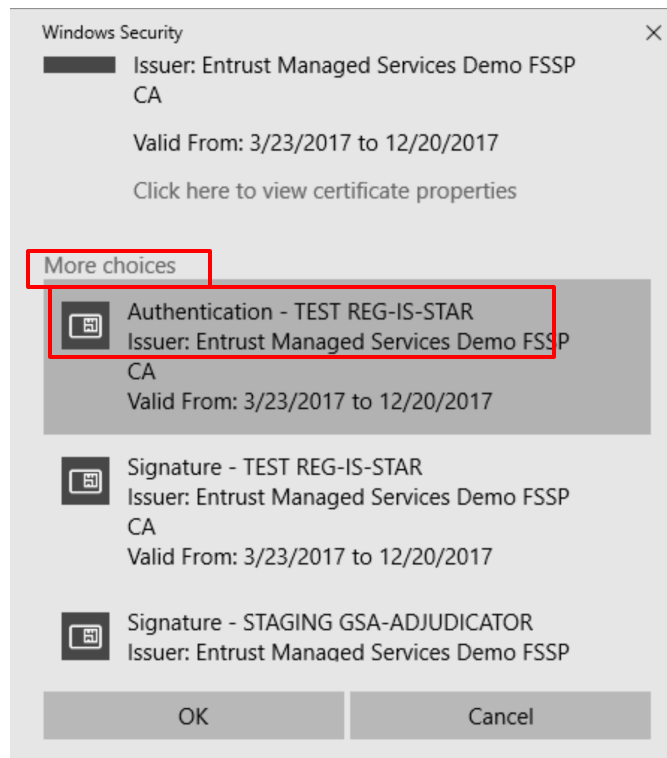 Windows Security
Issuer: Entrust Managed Services Demo FSSP
CA
Valid From: 3/23/2017 to 12/20/2017
Click here to view certificate properties
More choices
Authentication - TEST REG-IS-STAR
Issuer: Entrust Managed Services Demo FSSP
CA
Valid From: 3/23/2017 to 12/20/2017
Signature - TEST REG-IS-STAR
Issuer: Entrust Managed Services Demo FSSP
CA
Valid From: 3/23/2017 to 12/20/2017
Signature - STAGING GSA-ADJUDICATOR
Issuer: Entrust Managed Services Demo FSSP
OK Cancel